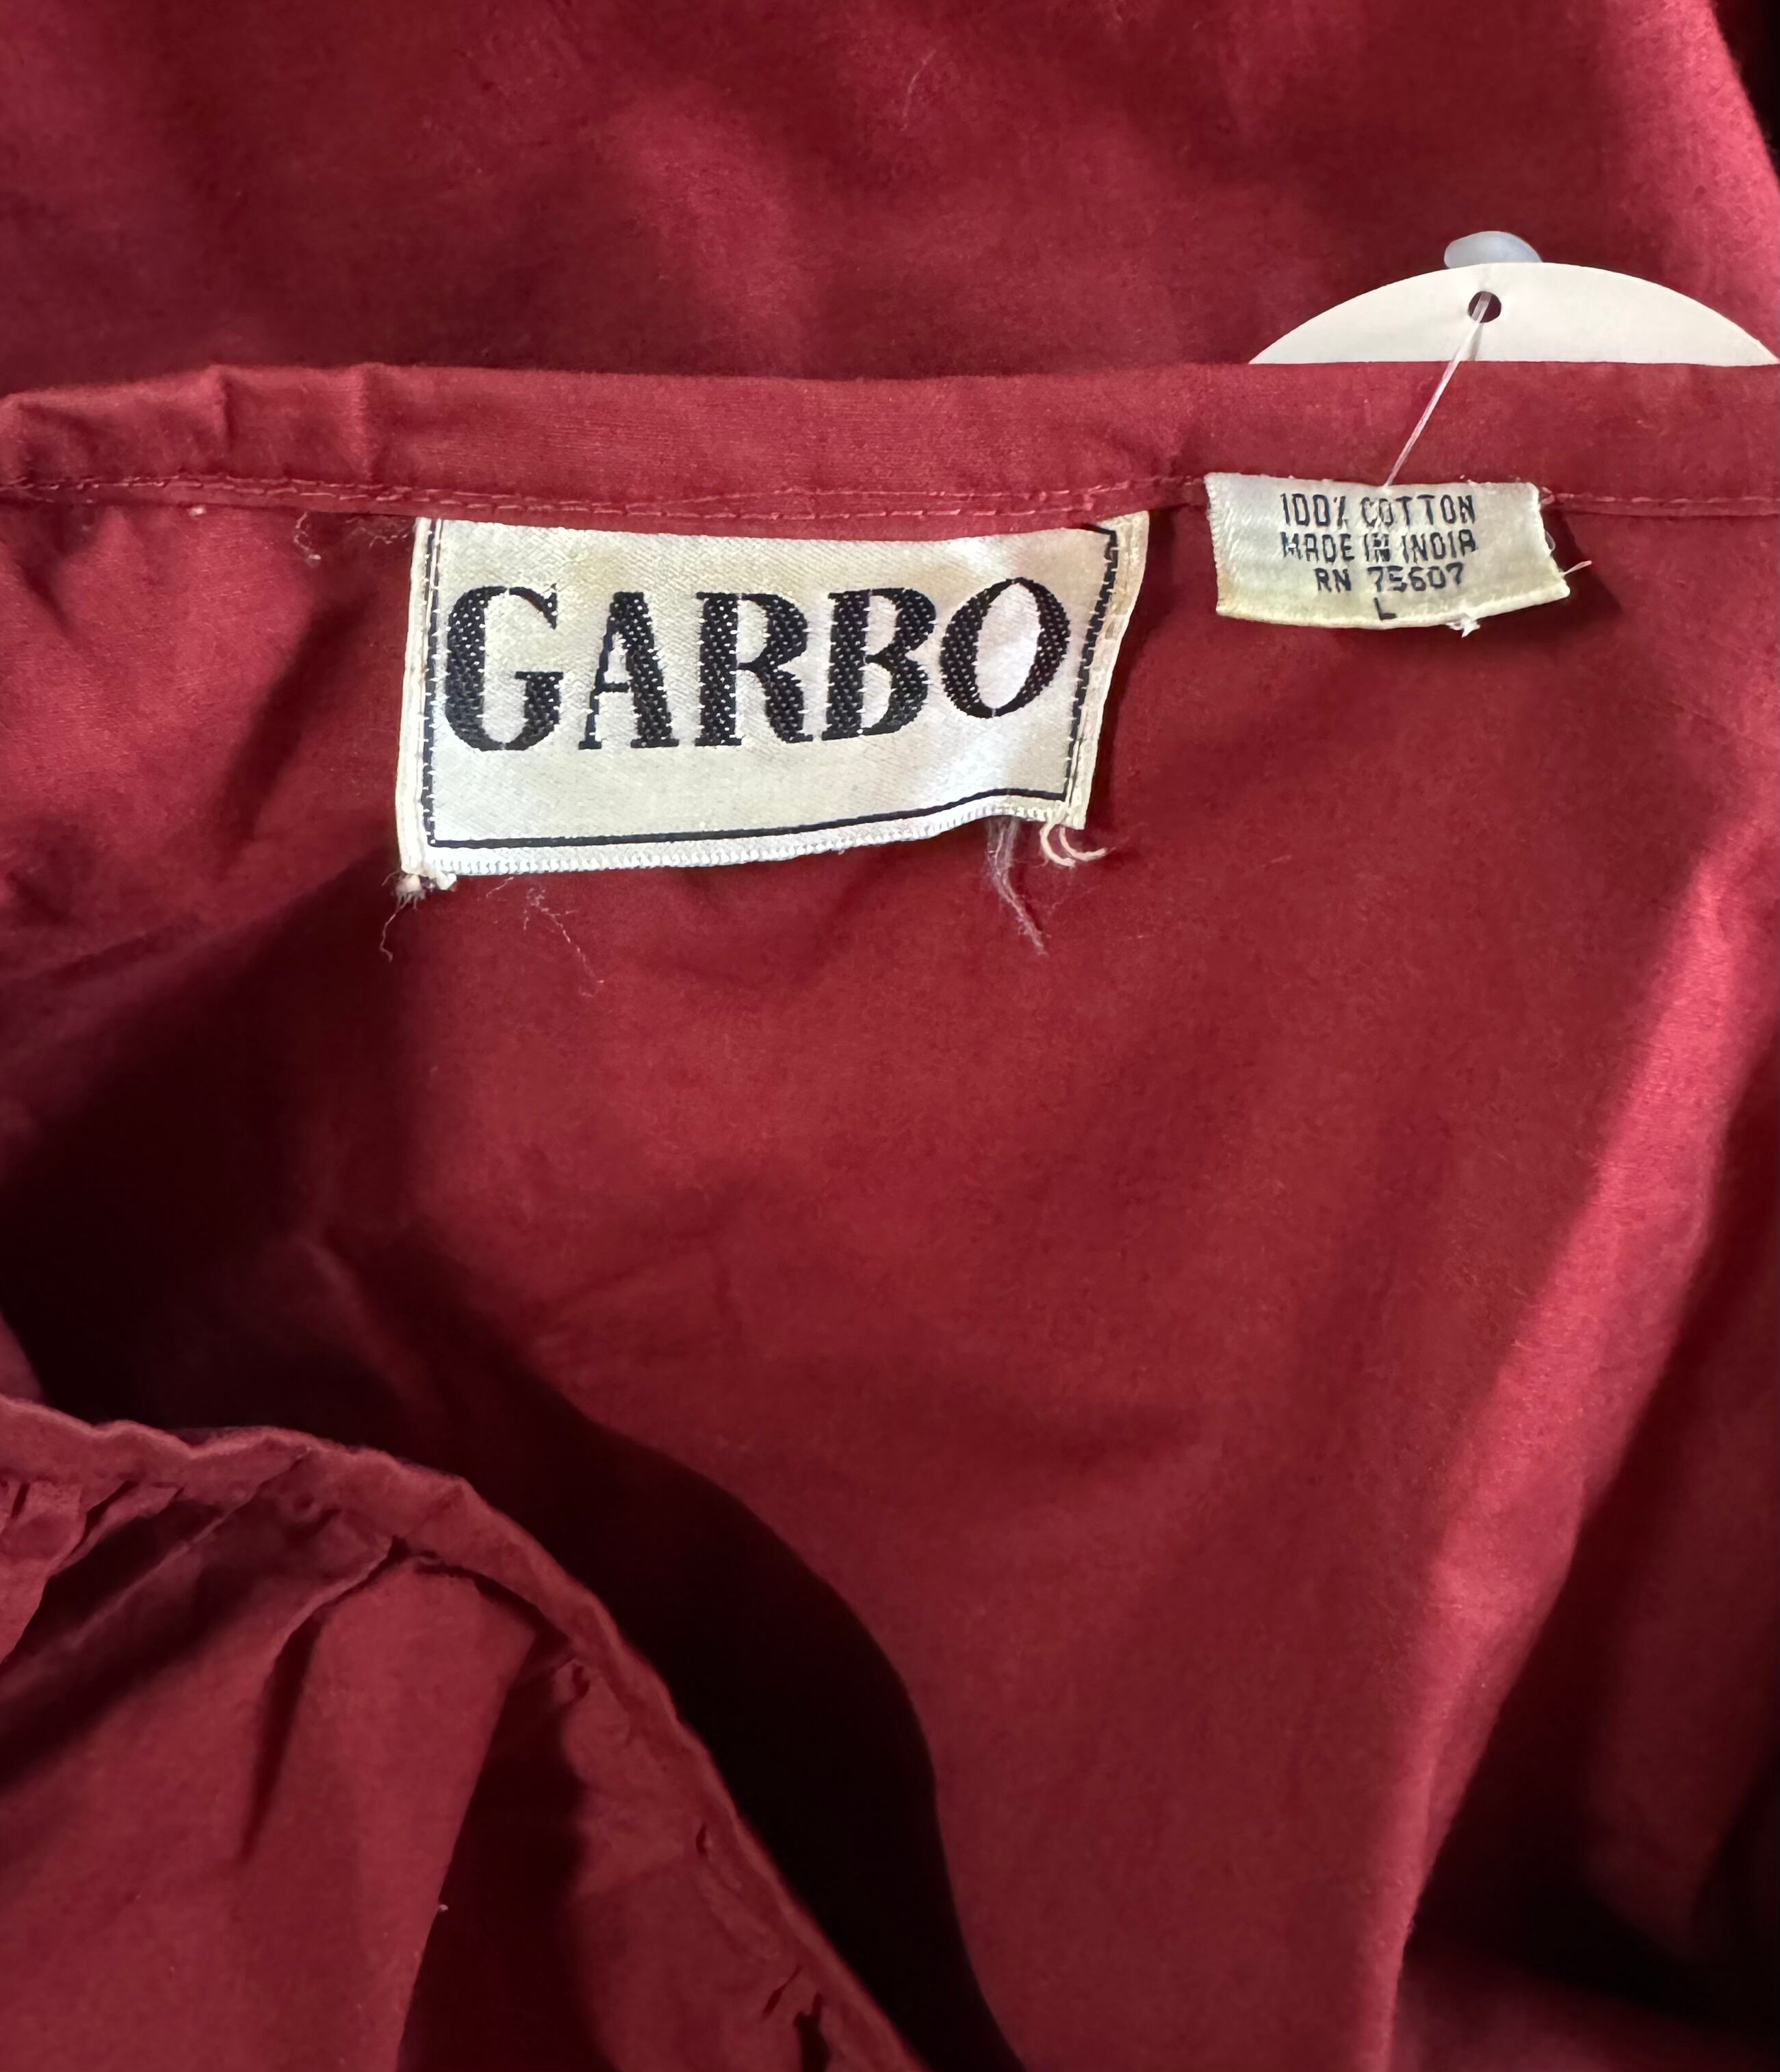 GARBO
100% COTTON
MADE IN INDIA
RN 75607
L